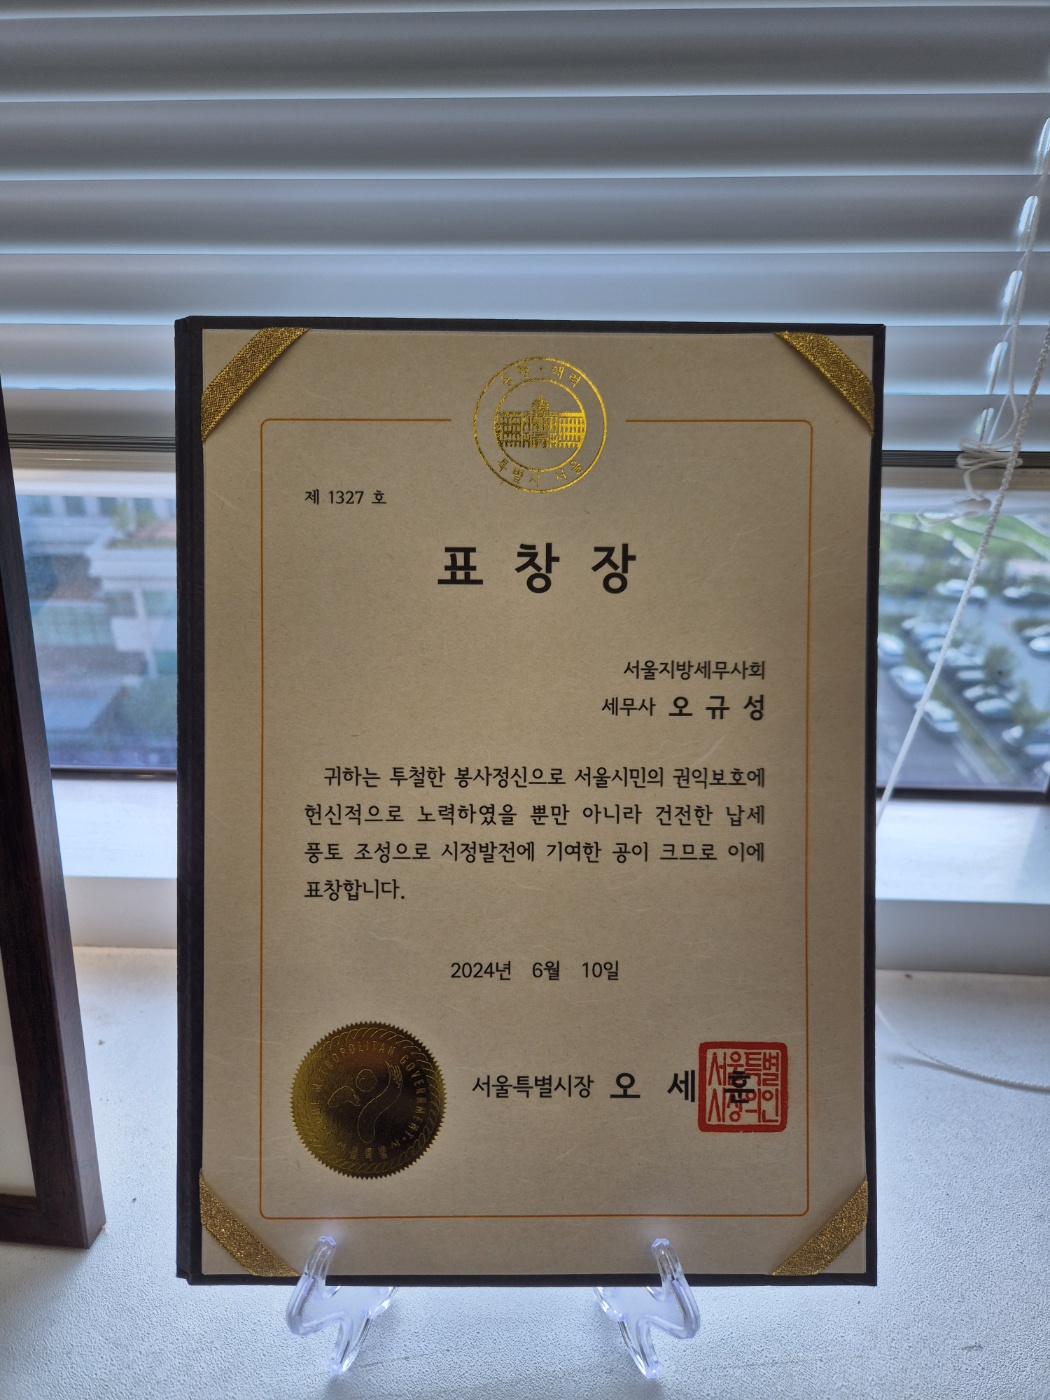 제 1327 호
표 창 장
서울지방세무사회
세무사 오 규 성
귀하는 투철한 봉사정신으로 서울시민의 권익보호에
헌신적으로 노력하였을 뿐만 아니라 건전한 납세
풍토 조성으로 시정발전에 기여한 공이 크므로 이에
표창합니다.
2024년 6월 10일
METROPOLITAN GOVERNMENT
서울특별시장 오 세 훈
서울특별
시장의인